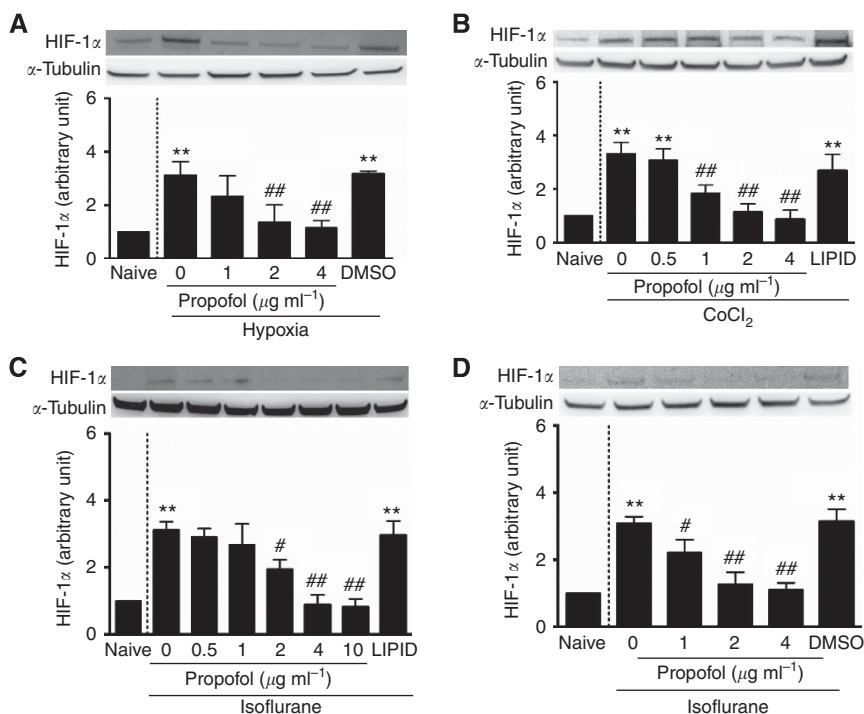 A
HIF-1α
α-Tubulin
HIF-1α (arbitrary unit)
6
4
2
0
** ## ## **
Naive 0 1 2 4 DMSO
Propofol (μg ml⁻¹)
Hypoxia
B
HIF-1α
α-Tubulin
HIF-1α (arbitrary unit)
6
4
2
0
** ** ## ## ## **
Naive 0 0.5 1 2 4 LIPID
Propofol (μg ml⁻¹)
CoCl₂
C
HIF-1α
α-Tubulin
HIF-1α (arbitrary unit)
6
4
2
0
** # ## ## **
Naive 0 0.5 1 2 4 10 LIPID
Propofol (μg ml⁻¹)
Isoflurane
D
HIF-1α
α-Tubulin
HIF-1α (arbitrary unit)
6
4
2
0
** # ## ## **
Naive 0 1 2 4 DMSO
Propofol (μg ml⁻¹)
Isoflurane